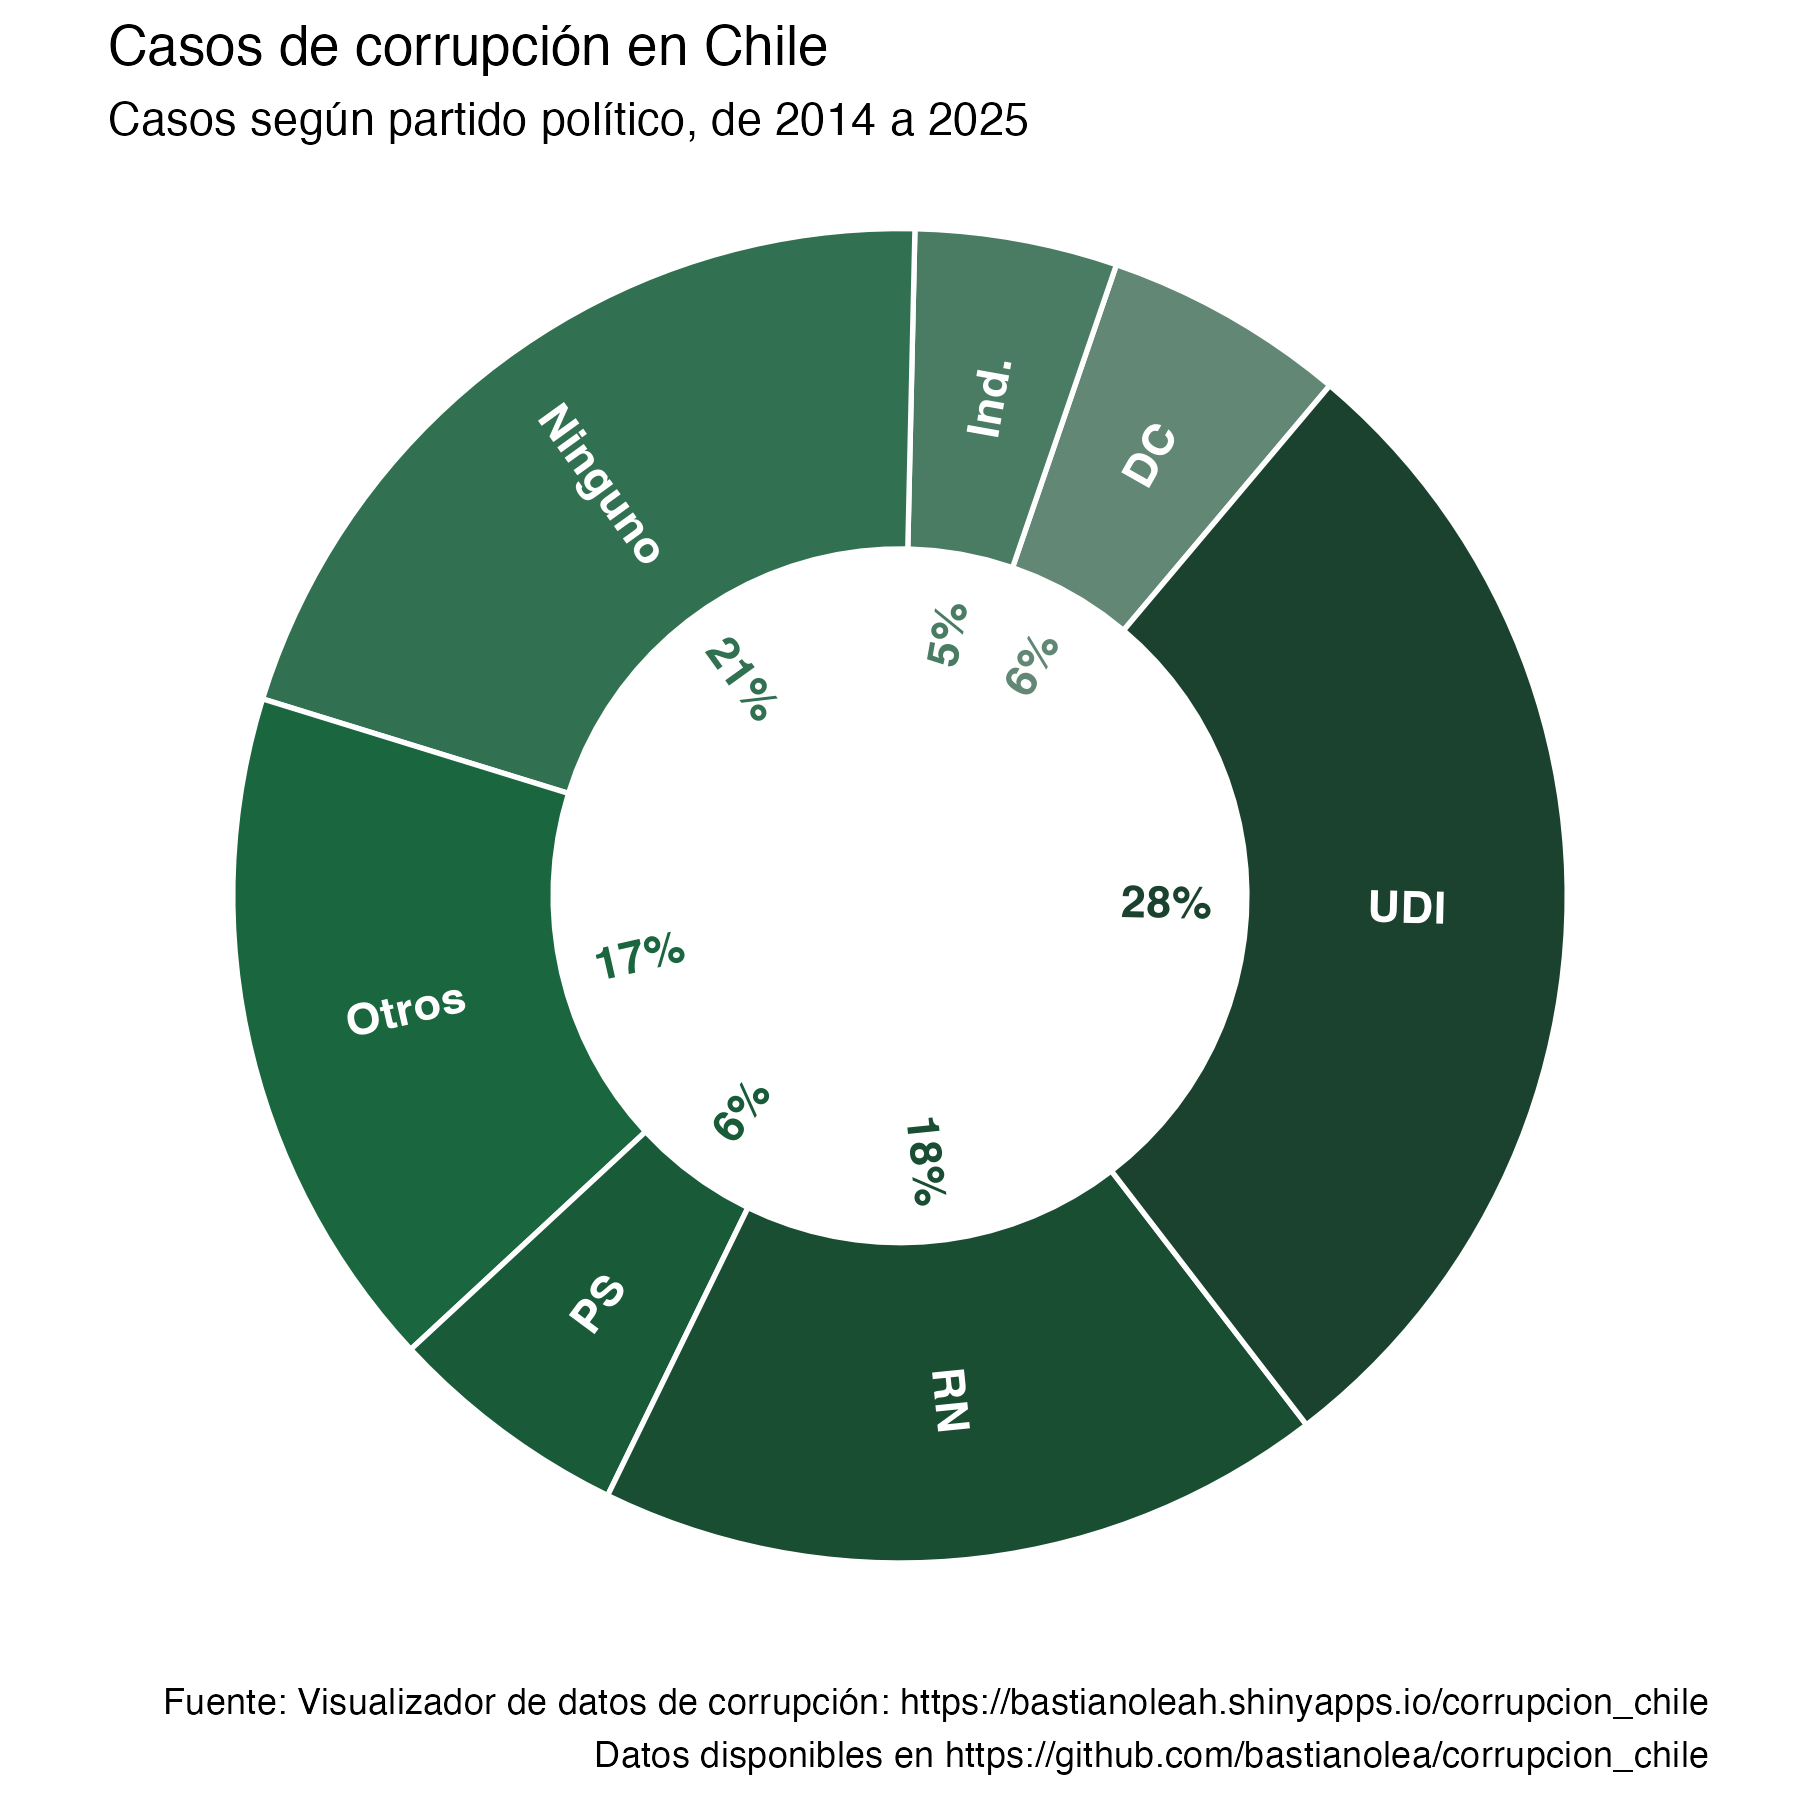 Casos de corrupción en Chile
Casos según partido político, de 2014 a 2025
Ind.
5%
DC
6%
UDI
28%
RN
18%
PS
6%
Otros
17%
Ninguno
21%
Fuente: Visualizador de datos de corrupción: https://bastianoleah.shinyapps.io/corrupcion_chile
Datos disponibles en https://github.com/bastianolea/corrupcion_chile